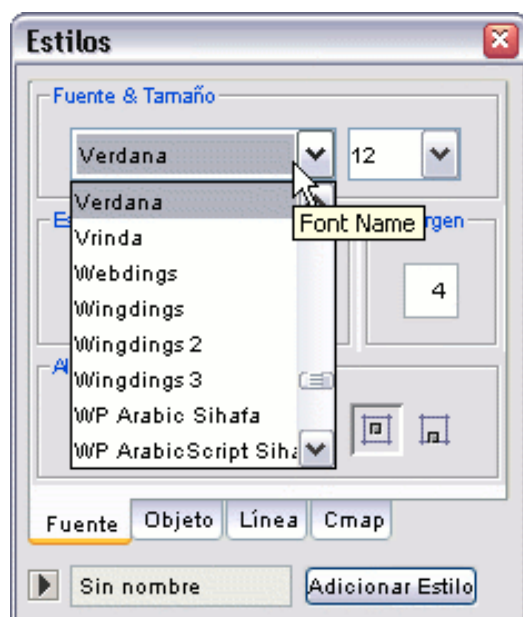 Estilos
Fuente & Tamaño
Verdana
12
Verdana
Font Name
Vrinda
Webdings
4
Wingdings
Wingdings 2
Wingdings 3
WP Arabic Sihafa
WP ArabicScript Siha
Fuente Objeto Línea Cmap
Sin nombre Adicionar Estilo